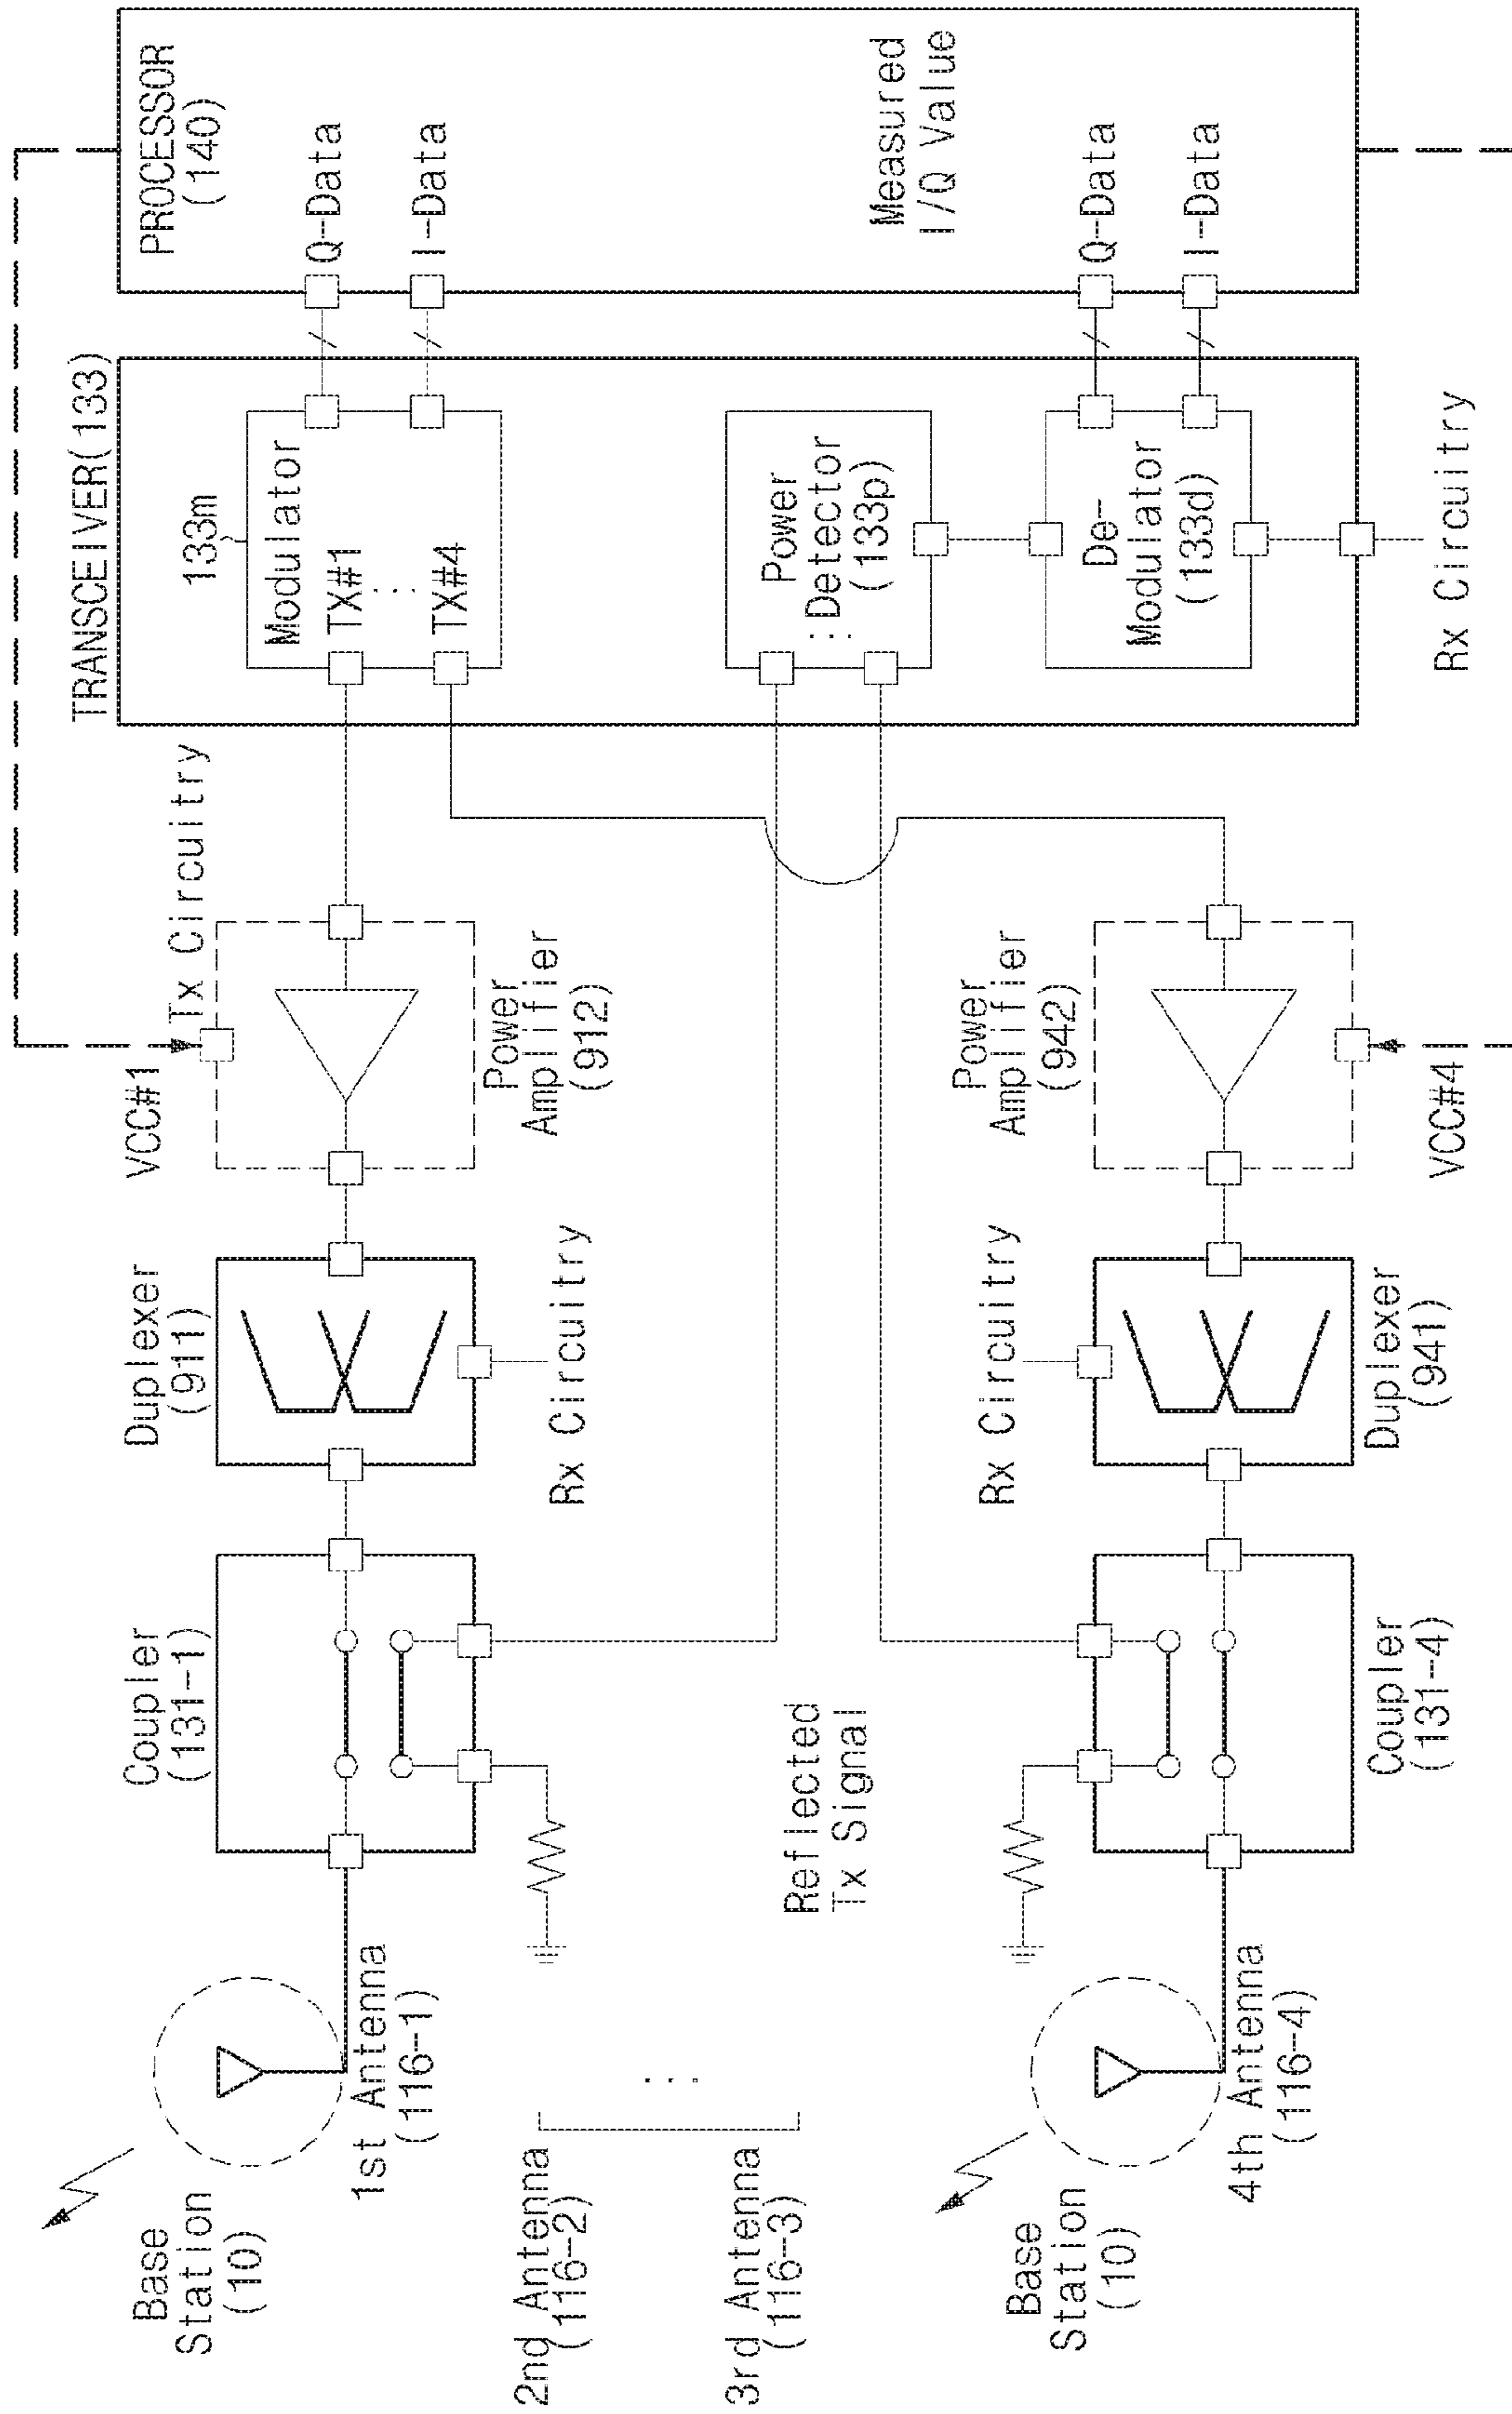 PROCESSOR
(140)
Q-Data
I-Data
Measured
I/Q Value
Q-Data
I-Data
TRANSCEIVER(133)
133m
Modulator
TX#1
TX#4
Power
Detector
(133p)
De-
Modulator
(133d)
Rx Circuitry
Tx Circuitry
VCC#1
Power
Amplifier
(912)
Power
Amplifier
(942)
VCC#4
Duplexer
(911)
Rx Circuitry
Rx Circuitry
Duplexer
(941)
Coupler
(131-1)
Reflected
Tx Signal
Coupler
(131-4)
1st Antenna
(116-1)
4th Antenna
(116-4)
Base
Station
(10)
2nd Antenna
(116-2)
3rd Antenna
(116-3)
Base
Station
(10)